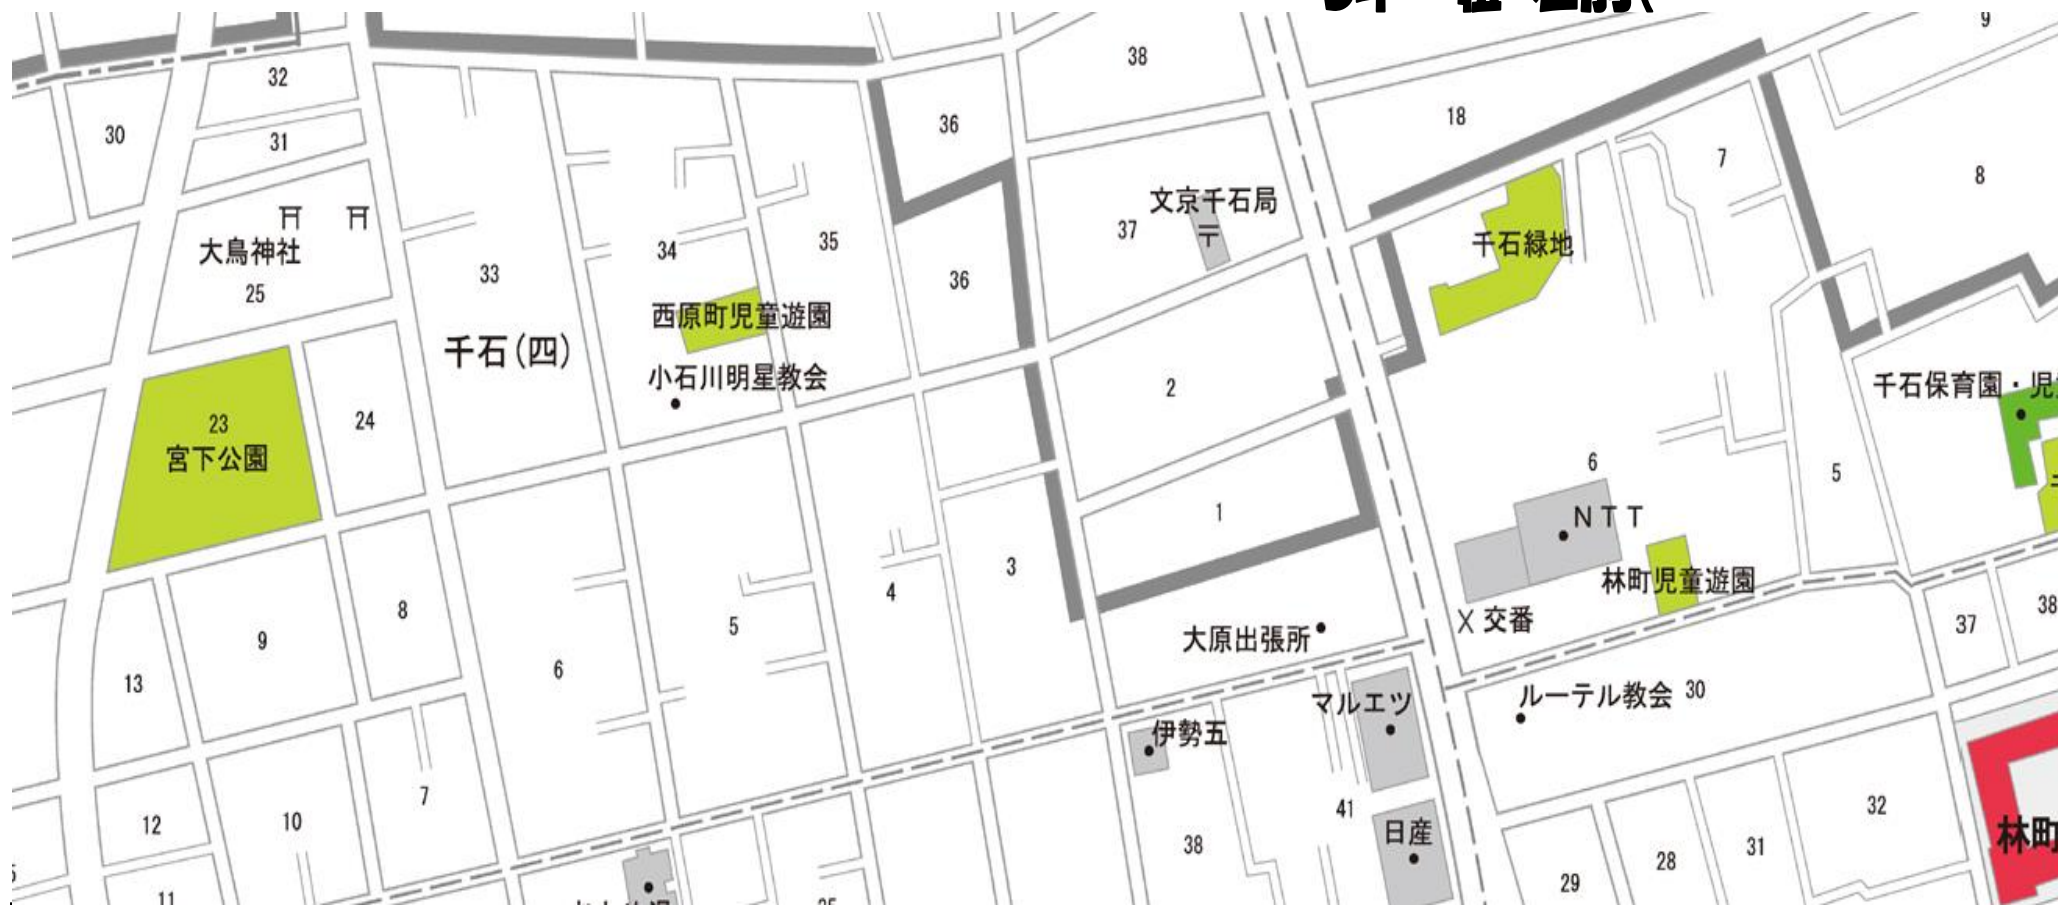 9
38
32
30
31
36
18
7
8
大鳥神社
25
33
34
35
文京千石局
〒
37
千石緑地
36
西原町児童遊園
千石(四)
小石川明星教会
2
千石保育園・児
23
宮下公園
24
6
5
1
NTT
3
4
林町児童遊園
X 交番
8
9
5
大原出張所
37
38
6
13
マルエツ
ルーテル教会 30
伊勢五
7
12
10
41
38
日産
32
31
28
29
林町
11